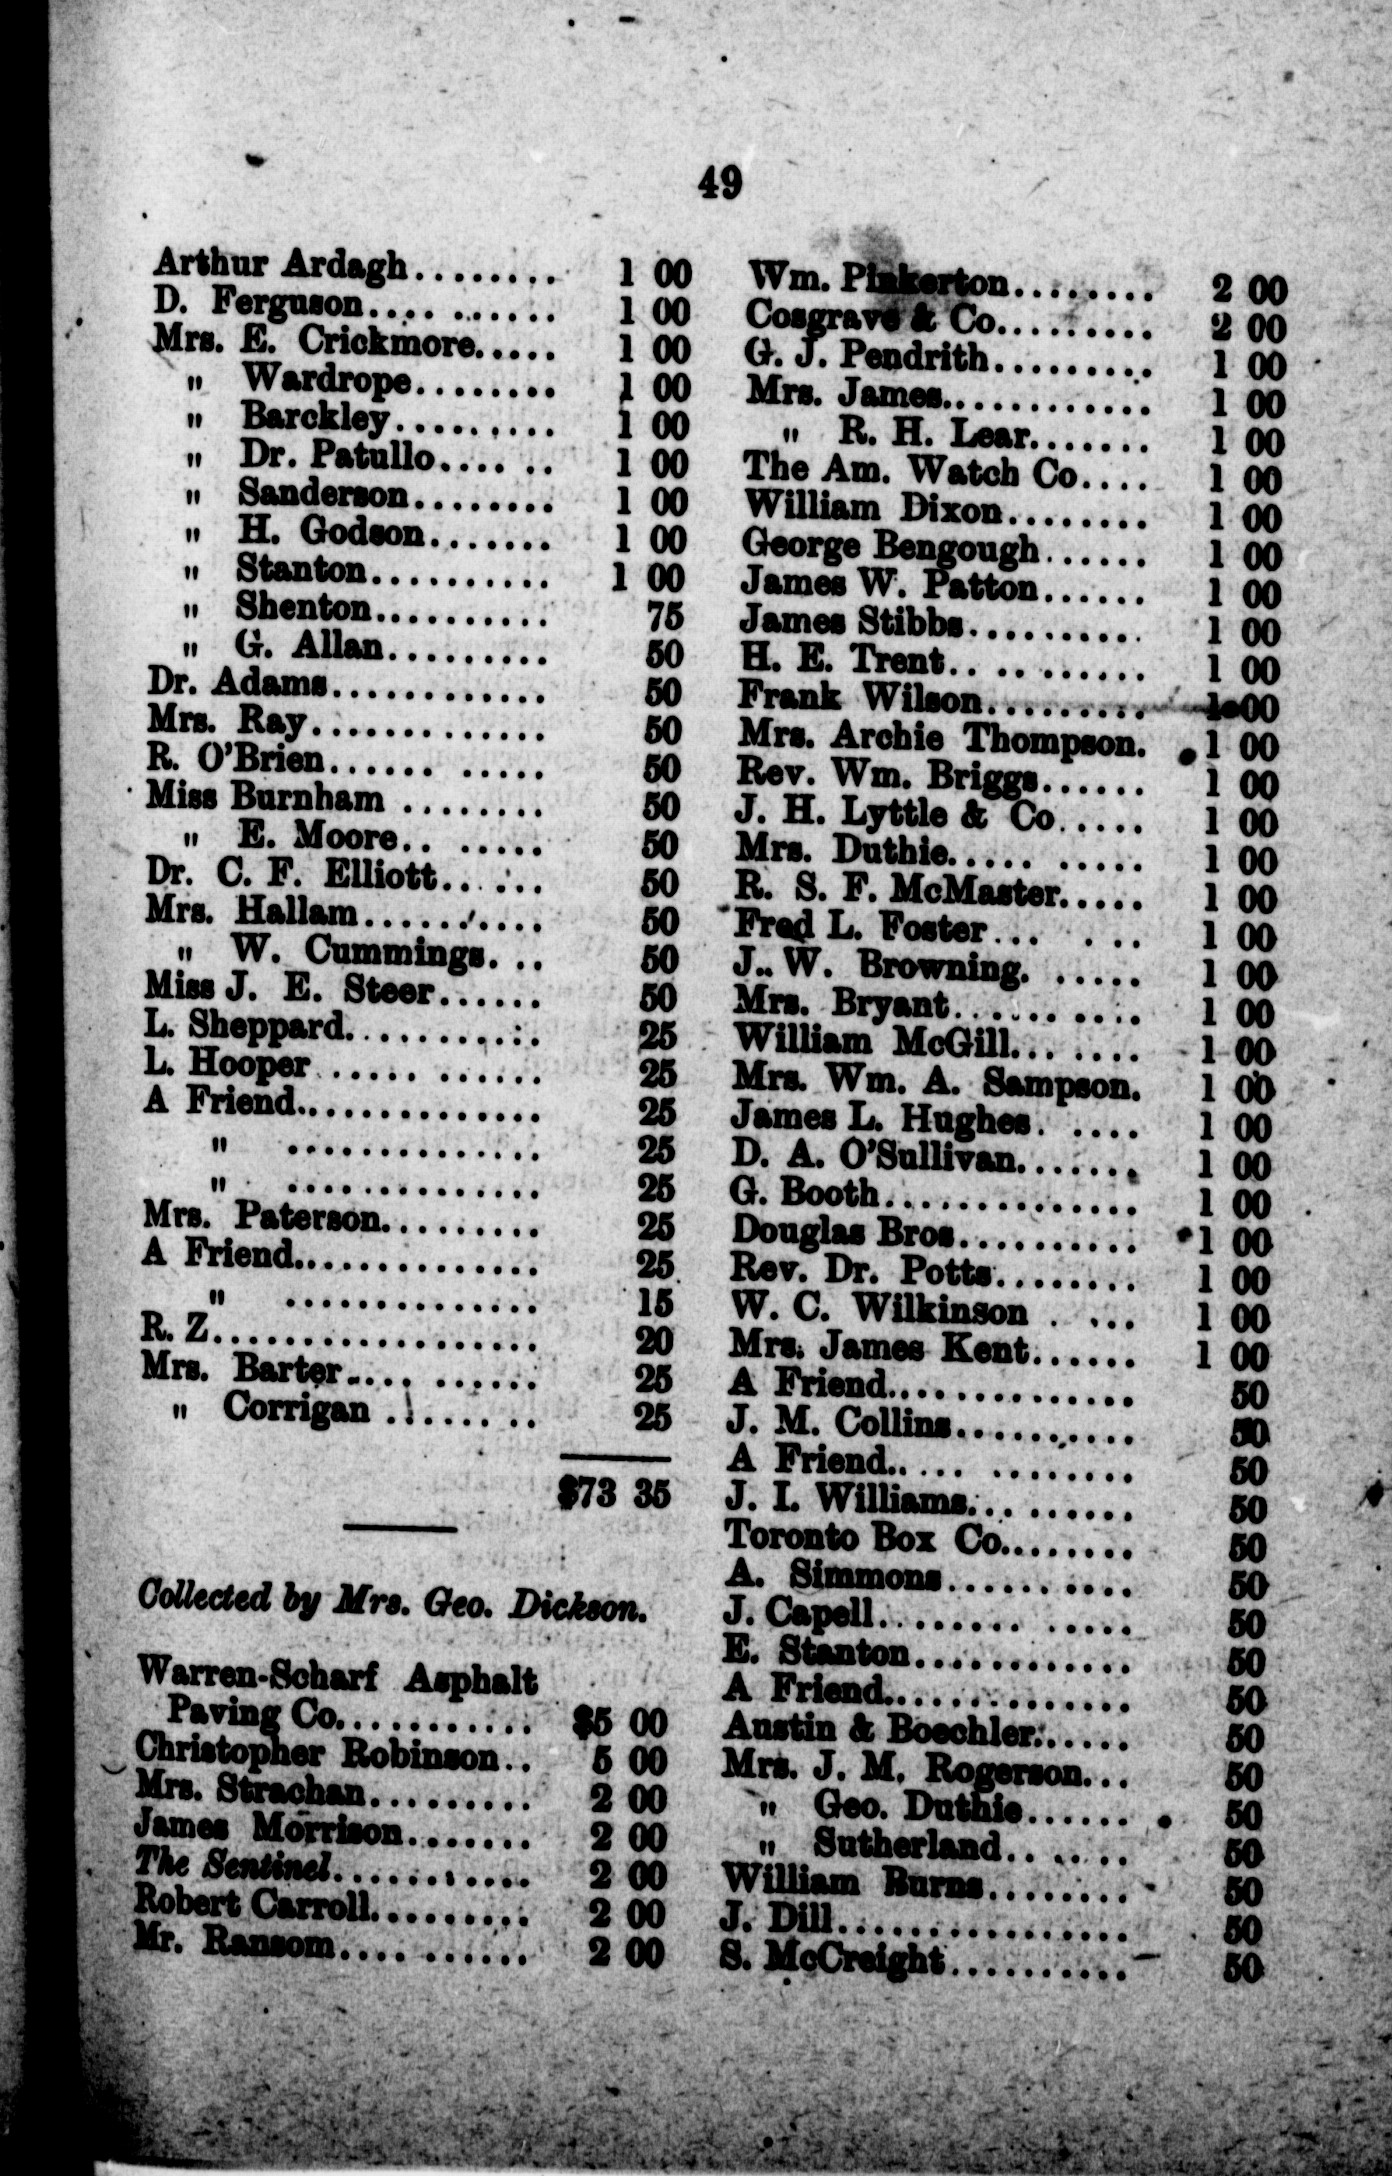 49
Arthur Ardagh........ 1 00
D. Ferguson.... ...... 1 00
Mrs. E. Crickmore..... 1 00
" Wardrope........ 1 00
" Barckley......... 1 00
" Dr. Patullo.... .. 1 00
" Sanderson........ 1 00
" H. Godson....... 1 00
" Stanton.......... 1 00
" Shenton.......... 75
" G. Allan......... 50
Dr. Adams............ 50
Mrs. Ray............. 50
R. O'Brien...... ..... 50
Miss Burnham ........ 50
" E. Moore.. ...... 50
Dr. C. F. Elliott...... 50
Mrs. Hallam.......... 50
" W. Cummings. .. 50
Miss J. E. Steer...... 50
L. Sheppard........... 25
L. Hooper...... ...... 25
A Friend.............. 25
" .............. 25
" .............. 25
Mrs. Paterson......... 25
A Friend.............. 25
" .............. 15
R. Z.................. 20
Mrs. Barter.... ...... 25
" Corrigan ........ 25
$73 35
Collected by Mrs. Geo. Dickson.
Warren-Scharf Asphalt
Paving Co........... $5 00
Christopher Robinson.. 5 00
Mrs. Strachan......... 2 00
James Morrison....... 2 00
The Sentinel........... 2 00
Robert Carroll......... 2 00
Mr. Ransom.... ...... 2 00
Wm. Pinkerton........ 2 00
Cosgrave & Co......... 2 00
G. J. Pendrith......... 1 00
Mrs. James............ 1 00
" R. H. Lear....... 1 00
The Am. Watch Co.... 1 00
William Dixon........ 1 00
George Bengough...... 1 00
James W. Patton...... 1 00
James Stibbs.......... 1 00
H. E. Trent.. .. ...... 1 00
Frank Wilson......... 1 00
Mrs. Archie Thompson. 1 00
Rev. Wm. Briggs...... 1 00
J. H. Lyttle & Co..... 1 00
Mrs. Duthie..... ..... 1 00
R. S. F. McMaster..... 1 00
Fred L. Foster... . .. 1 00
J. W. Browning. ..... 1 00
Mrs. Bryant.......... 1 00
William McGill... .... 1 00
Mrs. Wm. A. Sampson. 1 00
James L. Hughes. .... 1 00
D. A. O'Sullivan....... 1 00
G. Booth.............. 1 00
Douglas Bros.......... 1 00
Rev. Dr. Potts........ 1 00
W. C. Wilkinson . ... 1 00
Mrs. James Kent...... 1 00
A Friend.............. 50
J. M. Collins.......... 50
A Friend.. ... ........ 50
J. I. Williams... ...... 50
Toronto Box Co........ 50
A. Simmons.......... 50
J. Capell........ ..... 50
E. Stanton............ 50
A Friend.............. 50
Austin & Boechler...... 50
Mrs. J. M. Rogerson... 50
" Geo. Duthie...... 50
" Sutherland....... 50
William Burns........ 50
J. Dill................ 50
S. McCreight.......... 50